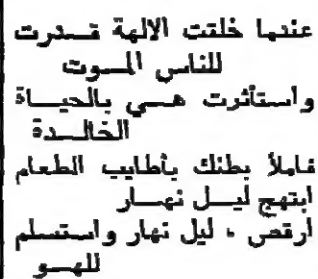 عندما خلقت الالهة قدرت
للناس الموت
واستأثرت هي بالحياة
الخالدة
فاملأ بطنك بأطايب الطعام
ابتهج ليل نهار
ارقص ، ليل نهار واستسلم
للهو